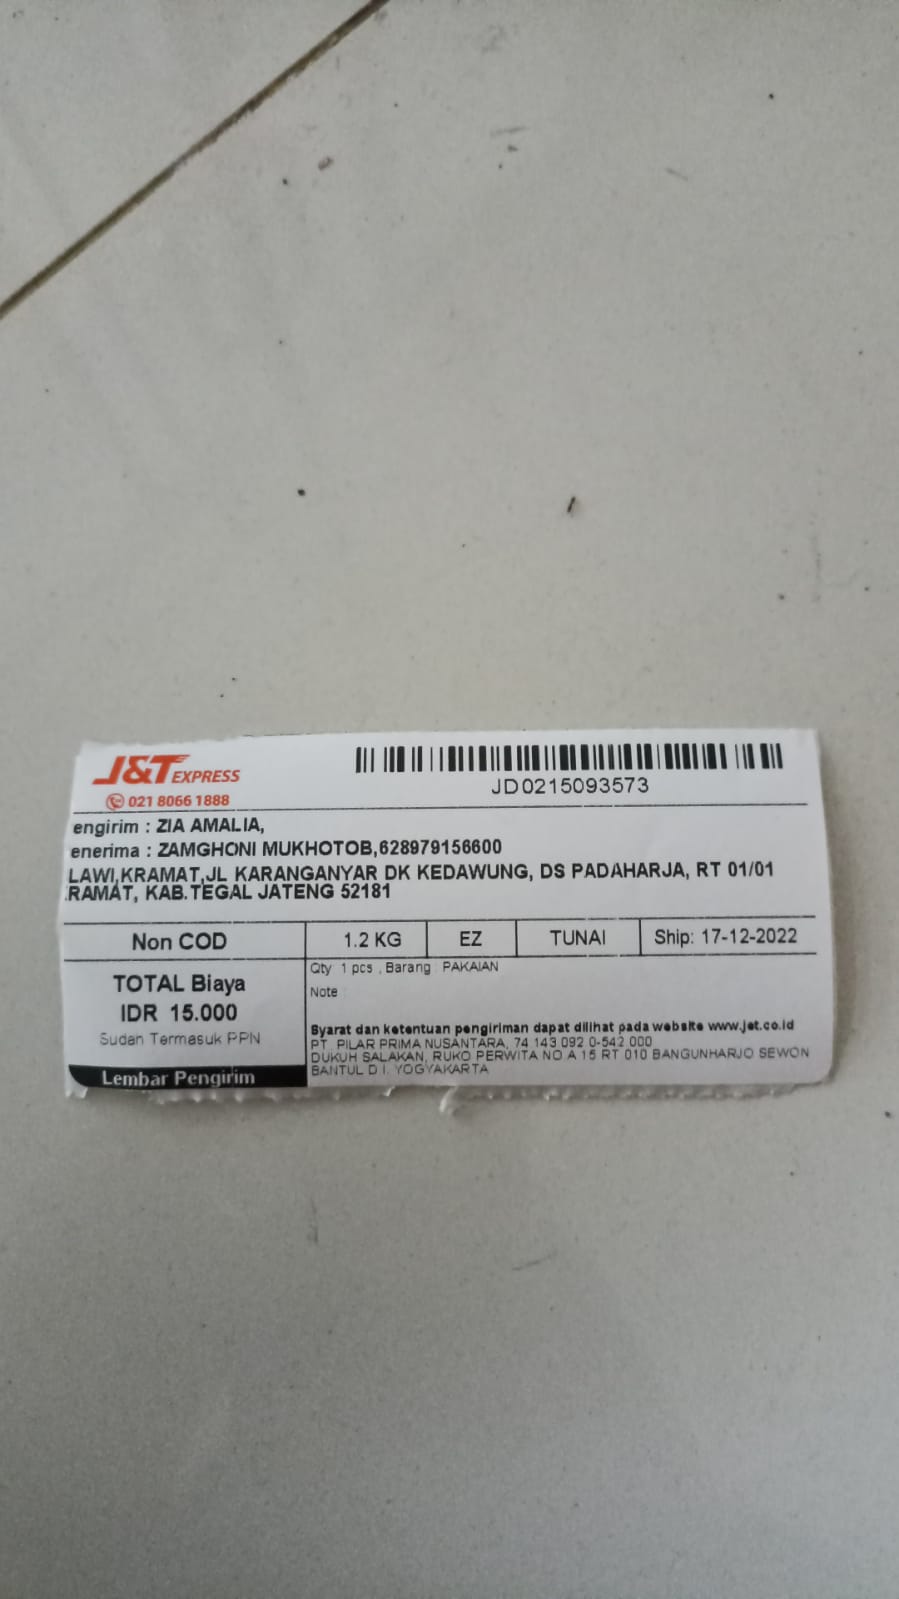 J&T EXPRESS
021 8066 1888
JD0215093573
engirim : ZIA AMALIA,
enerima : ZAMGHONI MUKHOTOB,628979156600
LAWI,KRAMAT,JL KARANGANYAR DK KEDAWUNG, DS PADAHARJA, RT 01/01
RAMAT, KAB.TEGAL JATENG 52181
Non COD
1.2 KG
EZ
TUNAI
Ship: 17-12-2022
TOTAL Biaya
IDR 15.000
Sudah Termasuk PPN
Lembar Pengirim
Qty 1 pcs , Barang : PAKAIAN
Note
Syarat dan ketentuan pengiriman dapat dilihat pada website www.jet.co.id
PT. PILAR PRIMA NUSANTARA, 74 143 092 0-542 000
DUKUH SALAKAN, RUKO PERWITA NO A 15 RT 010 BANGUNHARJO SEWON
BANTUL D I. YOGYAKARTA